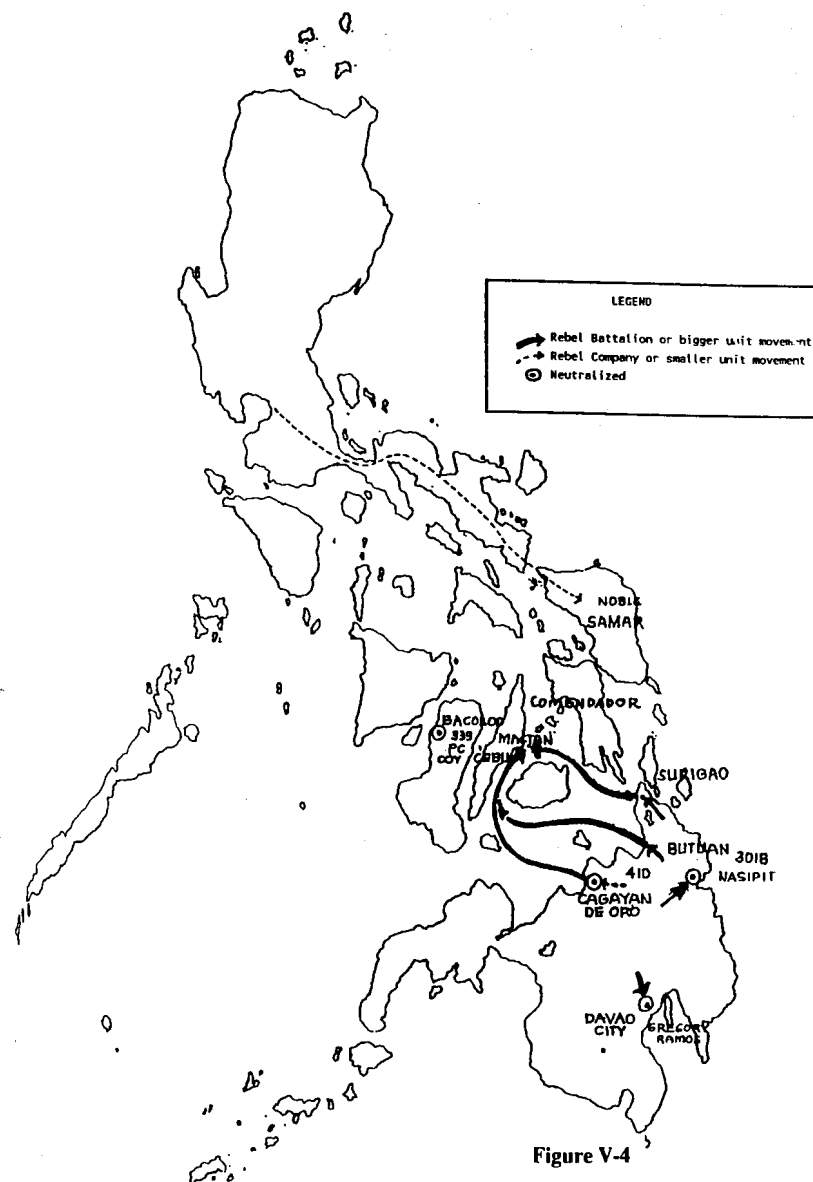 LEGEND
Rebel Battalion or bigger unit movement
Rebel Company or smaller unit movement
Neutralized
NOBLE
SAMAR
COMENDADOR
BACOLOD
339
PC
COY
MACTAN
CEBU
SURIGAO
BUTUAN
301B
NASIPIT
4ID
CAGAYAN
DE ORO
DAVAO
CITY
GREGORY
RAMOS
Figure V-4